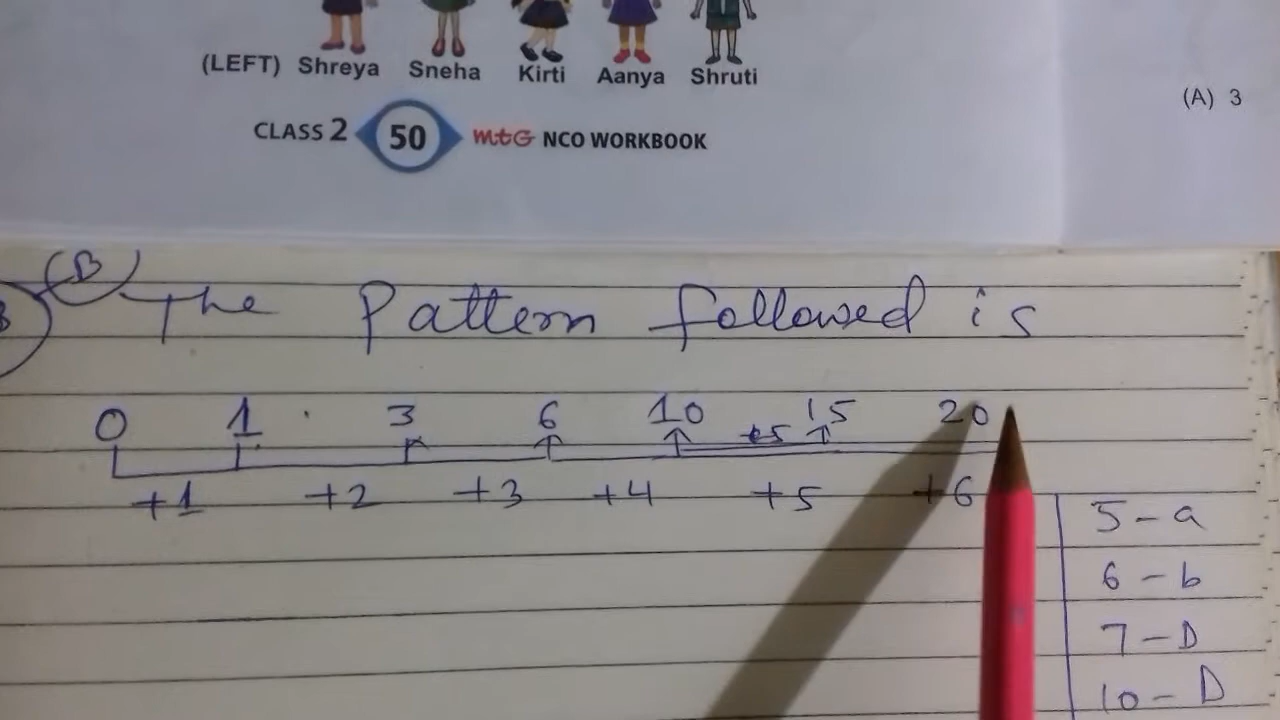 (LEFT) Shreya Sneha Kirti Aanya Shruti
(A) 3
CLASS 2 50 mtG NCO WORKBOOK
(B) The Pattern followed is
0 1 3 6 10 15 20
+5
+1 +2 +3 +4 +5 +6
5-a
6-b
7-D
10-D